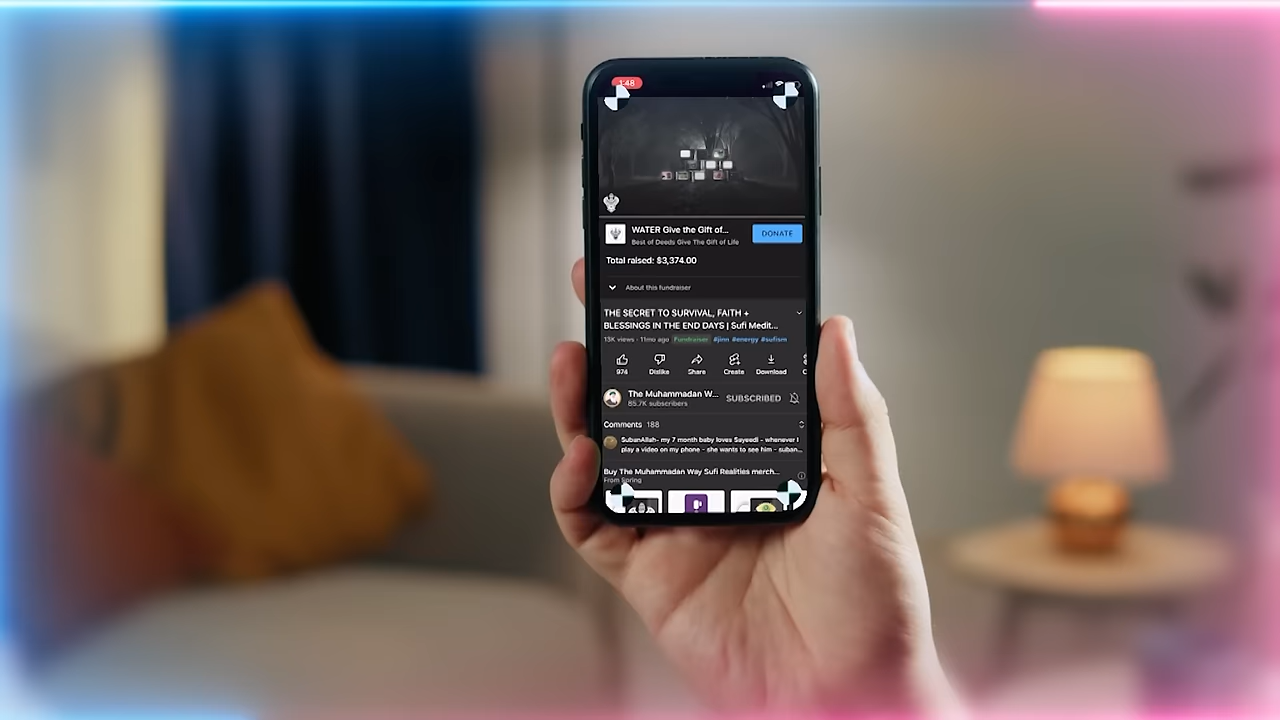 1:48
WATER Give the Gift of...
Best of Deeds Give The Gift of Life
DONATE
Total raised: $3,374.00
About this fundraiser
THE SECRET TO SURVIVAL, FAITH +
BLESSINGS IN THE END DAYS | Sufi Medit...
13K views · 11mo ago Fundraiser #jinn #energy #sufism
974 Dislike Share Create Download
The Muhammadan W... SUBSCRIBED
85.7K subscribers
Comments 188
SubanAllah- my 7 month baby loves Sayeedi - whenever I
play a video on my phone - she wants to see him - suban...
Buy The Muhammadan Way Sufi Realities merch...
From Spring